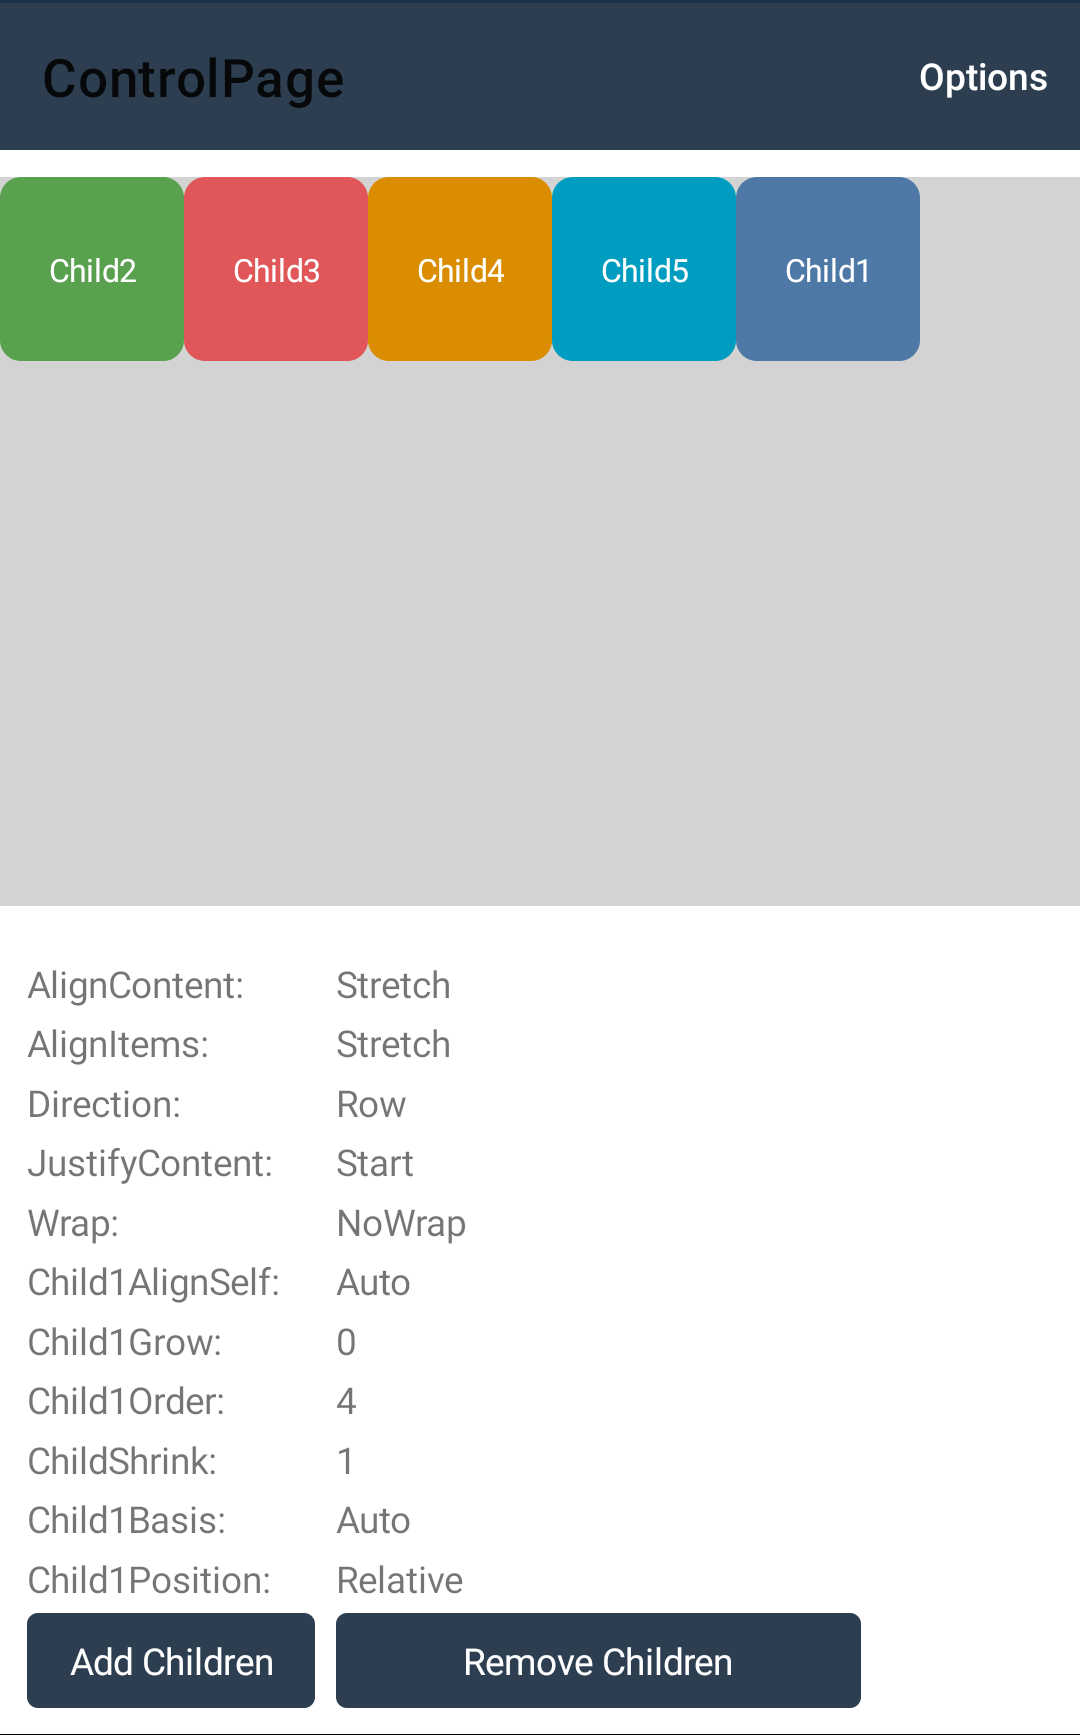 ControlPage Options
Child2 Child3 Child4 Child5 Child1
AlignContent: Stretch
AlignItems: Stretch
Direction: Row
JustifyContent: Start
Wrap: NoWrap
Child1AlignSelf: Auto
Child1Grow: 0
Child1Order: 4
ChildShrink: 1
Child1Basis: Auto
Child1Position: Relative
Add Children Remove Children